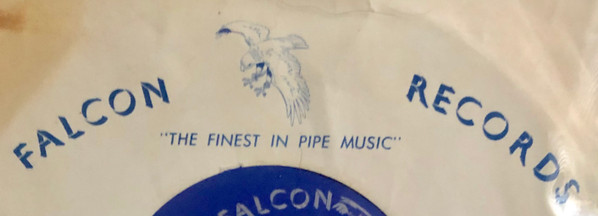 FALCON RECORDS
"THE FINEST IN PIPE MUSIC"
FALCON